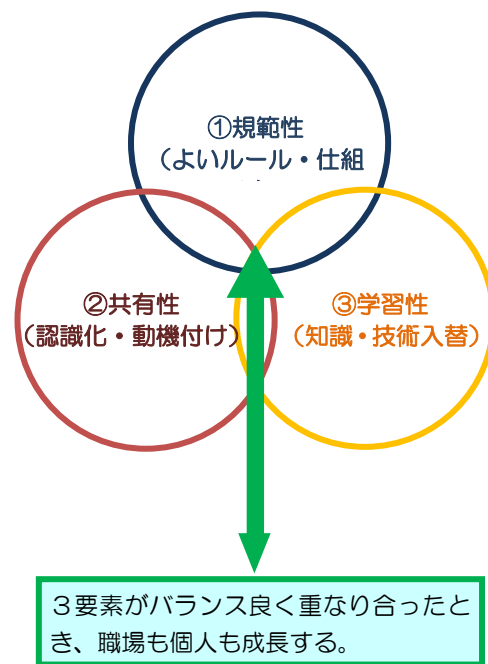 ①規範性
（よいルール・仕組
②共有性
（認識化・動機付け）
③学習性
（知識・技術入替）
３要素がバランス良く重なり合ったと
き、職場も個人も成長する。